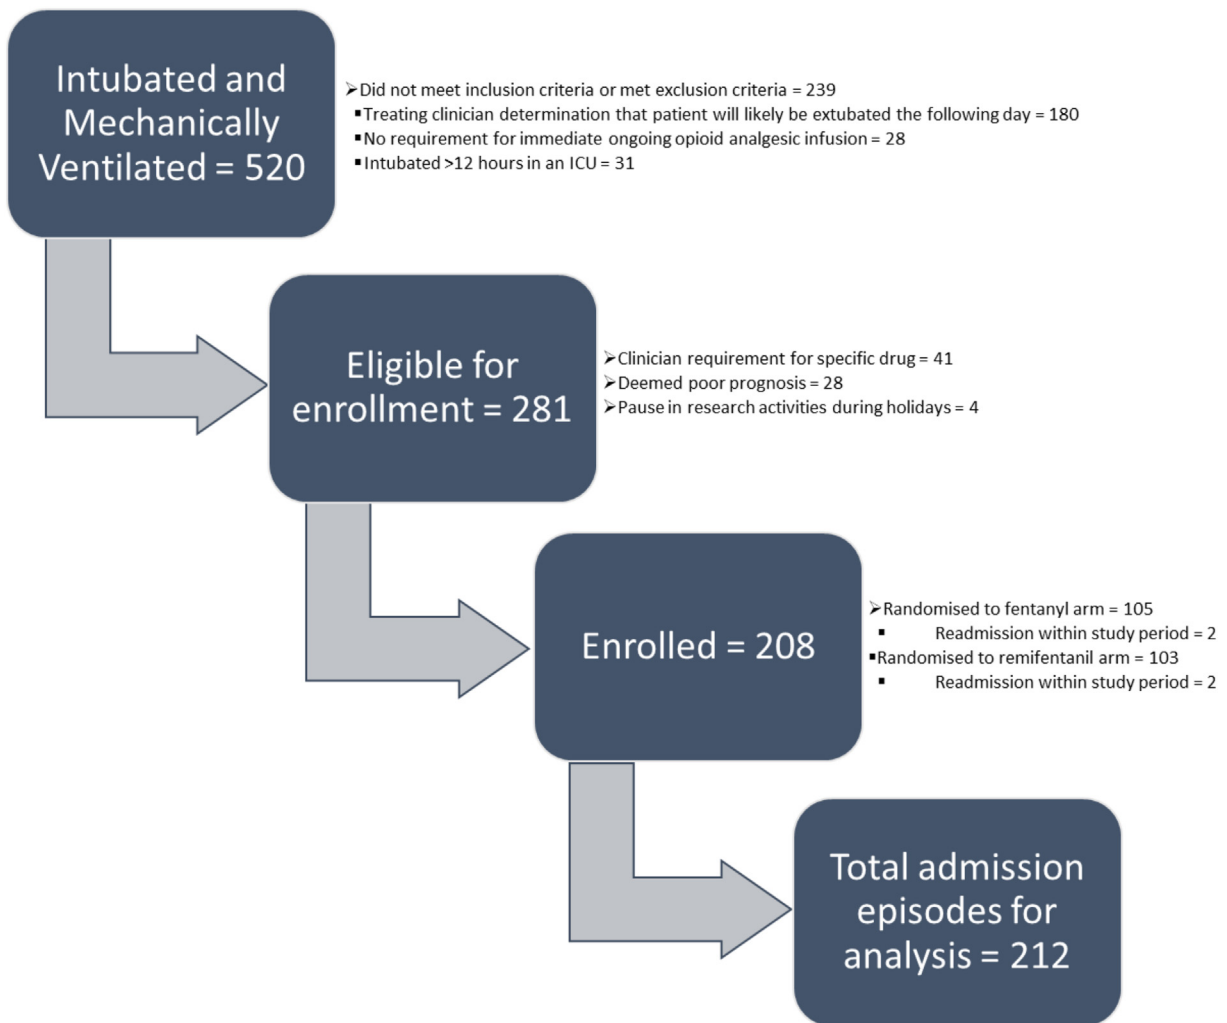 Intubated and
Mechanically
Ventilated = 520
➢Did not meet inclusion criteria or met exclusion criteria = 239
▪Treating clinician determination that patient will likely be extubated the following day = 180
▪No requirement for immediate ongoing opioid analgesic infusion = 28
▪Intubated >12 hours in an ICU = 31
Eligible for
enrollment = 281
➢Clinician requirement for specific drug = 41
➢Deemed poor prognosis = 28
➢Pause in research activities during holidays = 4
Enrolled = 208
➢Randomised to fentanyl arm = 105
▪ Readmission within study period = 2
▪Randomised to remifentanil arm = 103
▪ Readmission within study period = 2
Total admission
episodes for
analysis = 212